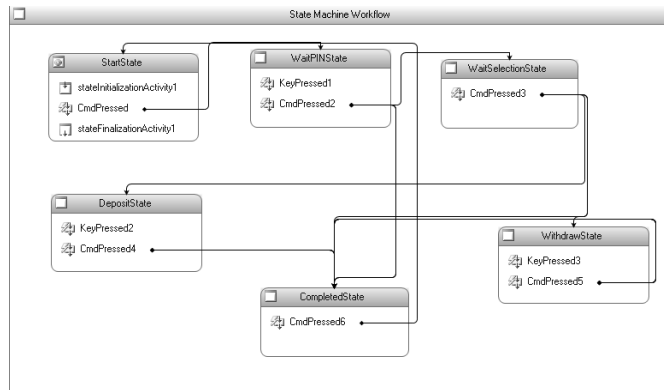 State Machine Workflow
StartState
stateInitializationActivity1
CmdPressed
stateFinalizationActivity1
WaitPINState
KeyPressed1
CmdPressed2
WaitSelectionState
CmdPressed3
DepositState
KeyPressed2
CmdPressed4
WithdrawState
KeyPressed3
CmdPressed5
CompletedState
CmdPressed6